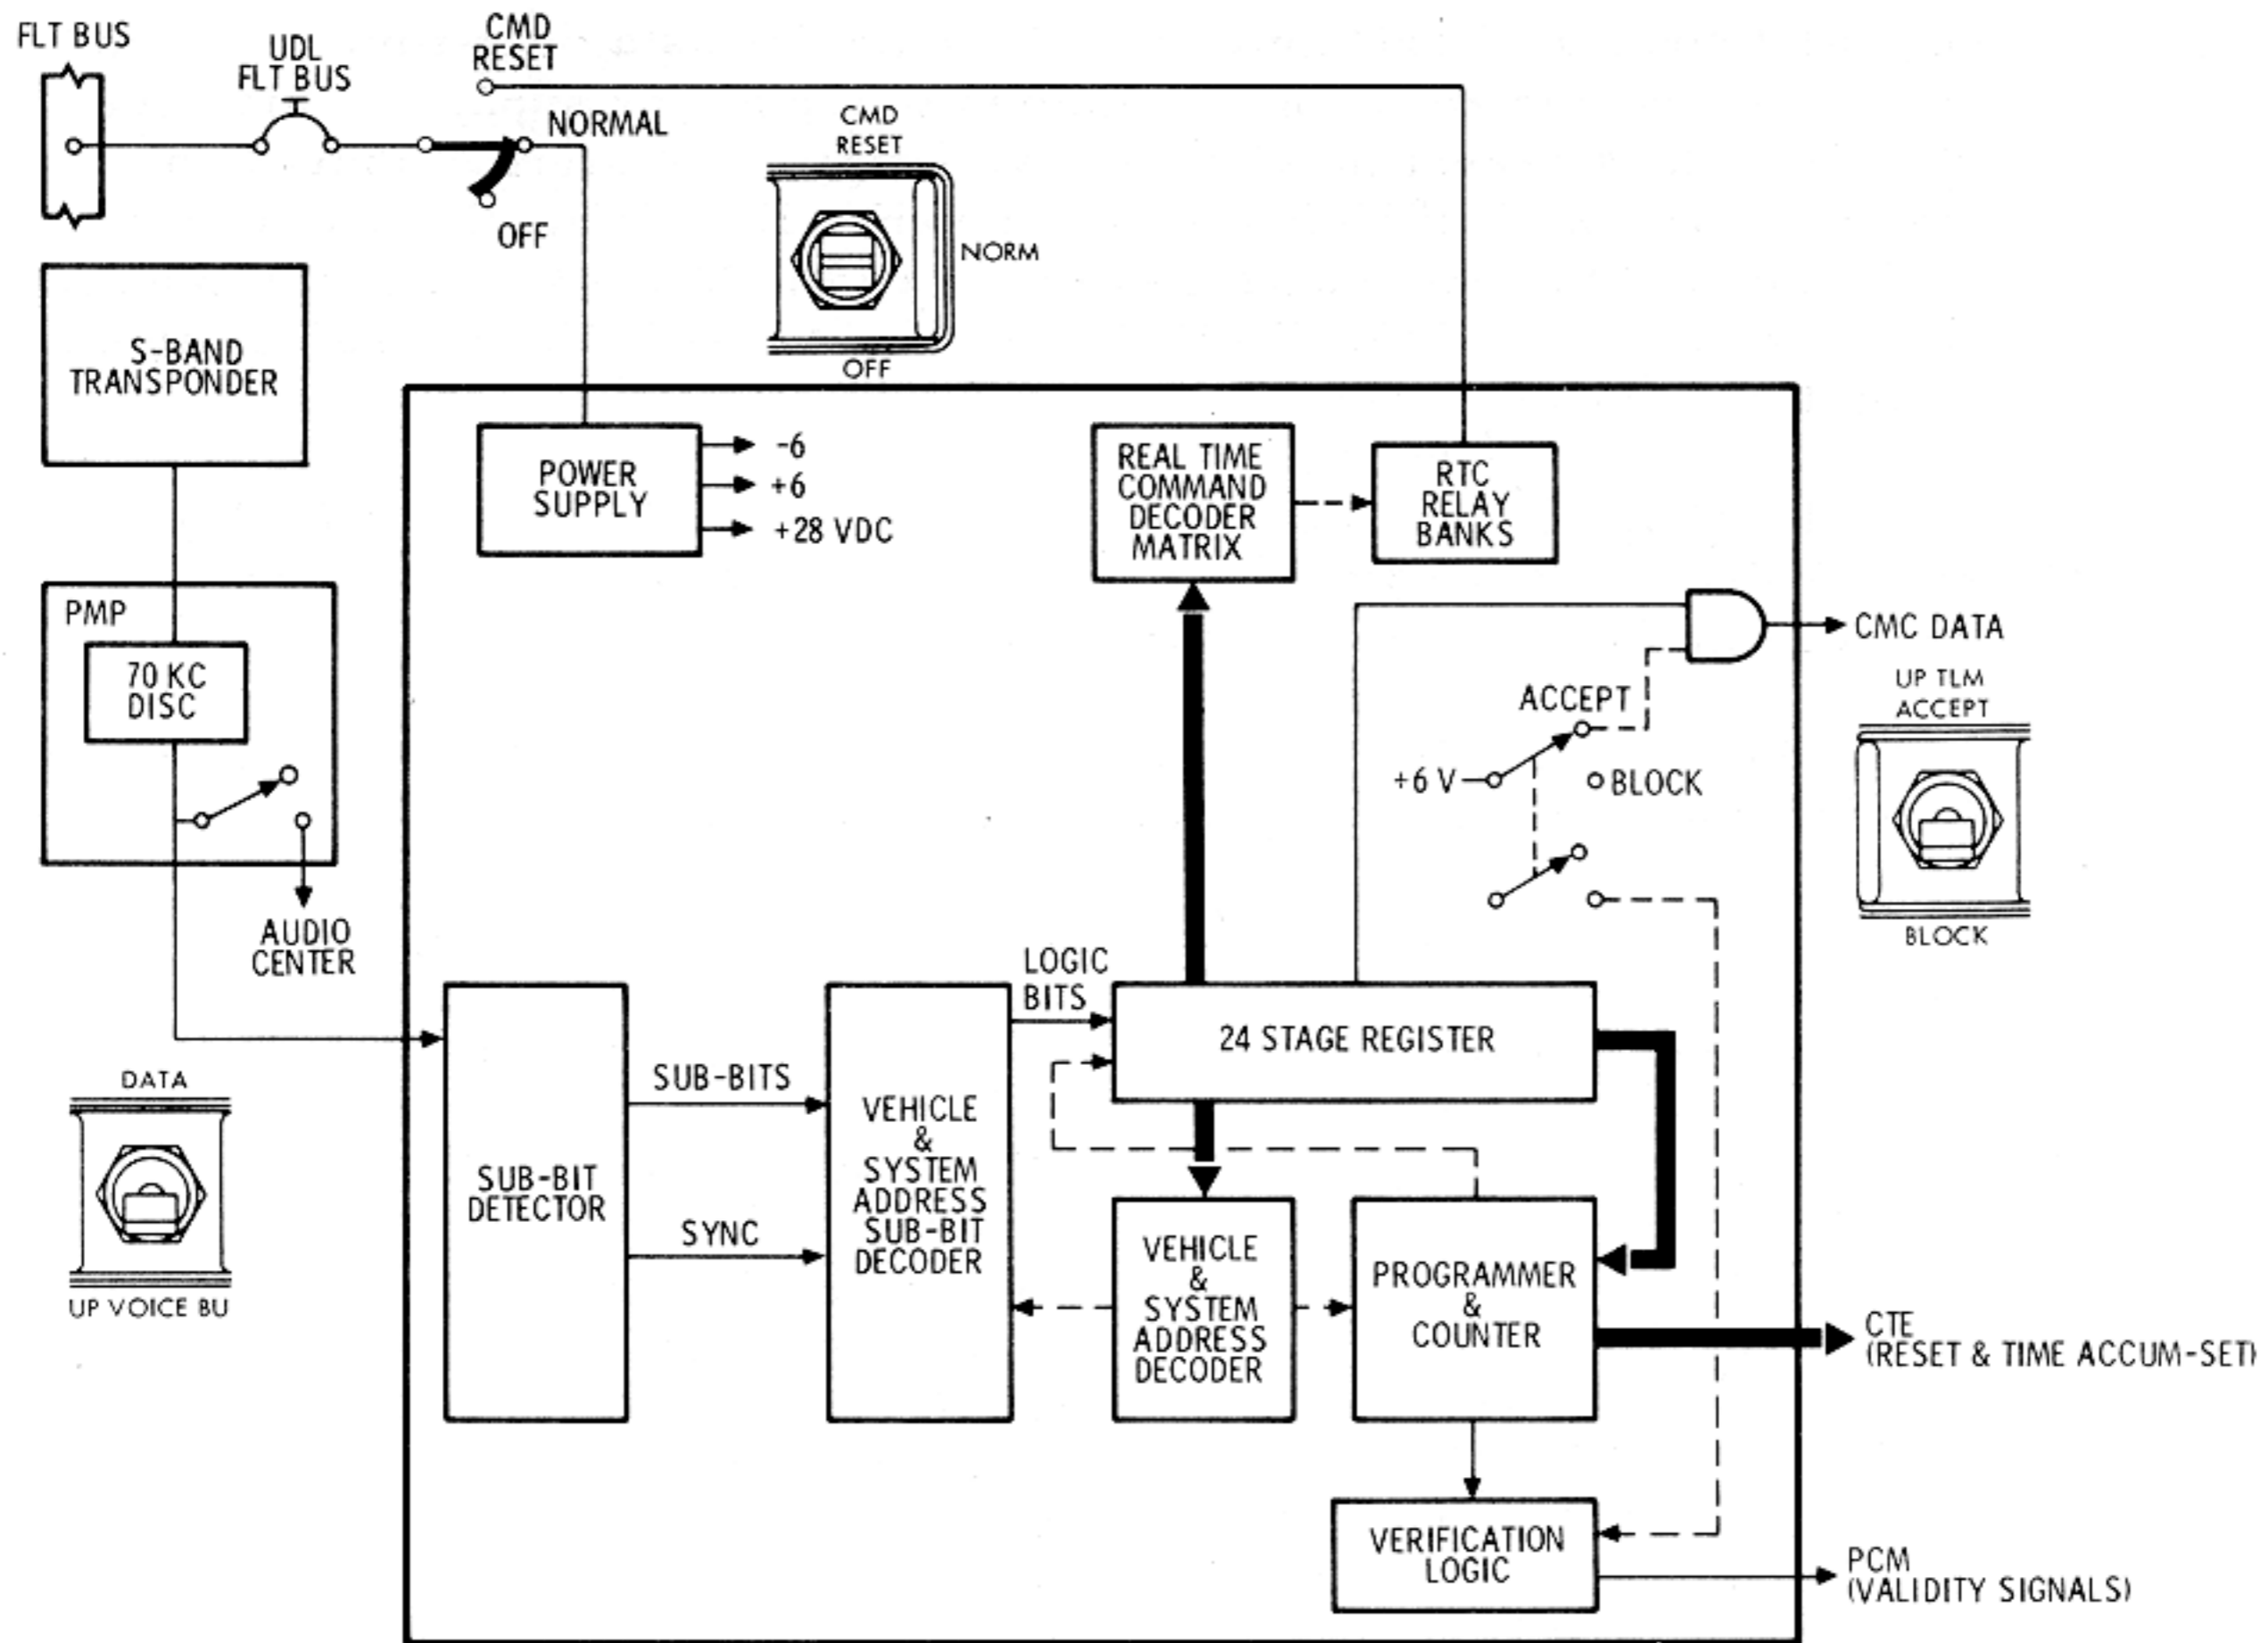 FLT BUS
UDL
FLT BUS
CMD
RESET
NORMAL
OFF
CMD
RESET
NORM
OFF
S-BAND
TRANSPONDER
POWER
SUPPLY
-6
+6
+28 VDC
REAL TIME
COMMAND
DECODER
MATRIX
RTC
RELAY
BANKS
PMP
70 KC
DISC
AUDIO
CENTER
CMC DATA
UP TLM
ACCEPT
BLOCK
ACCEPT
+6 V
BLOCK
DATA
UP VOICE BU
SUB-BIT
DETECTOR
SUB-BITS
SYNC
VEHICLE
&
SYSTEM
ADDRESS
SUB-BIT
DECODER
LOGIC
BITS
24 STAGE REGISTER
VEHICLE
&
SYSTEM
ADDRESS
DECODER
PROGRAMMER
&
COUNTER
CTE
(RESET & TIME ACCUM-SET)
VERIFICATION
LOGIC
PCM
(VALIDITY SIGNALS)